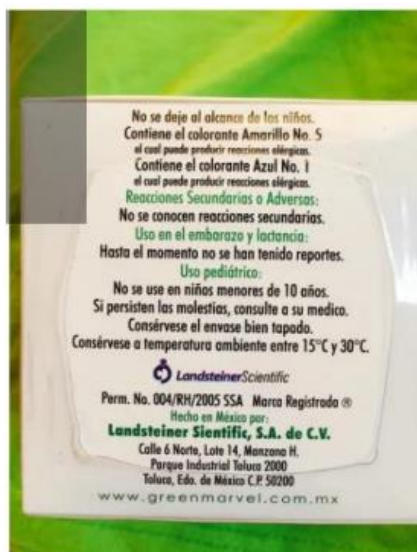 No se deje al alcance de los niños.
Contiene el colorante Amarillo No. 5
el cual puede producir reacciones alérgicas.
Contiene el colorante Azul No. 1
el cual puede producir reacciones alérgicas.
Reacciones Secundarias o Adversas:
No se conocen reacciones secundarias.
Uso en el embarazo y lactancia:
Hasta el momento no se han tenido reportes.
Uso pediátrico:
No se use en niños menores de 10 años.
Si persisten las molestias, consulte a su medico.
Consérvese el envase bien tapado.
Consérvese a temperatura ambiente entre 15°C y 30°C.
LandsteinerScientific
Perm. No. 004/RH/2005 SSA Marca Registrada ®
Hecho en México por:
Landsteiner Sientific, S.A. de C.V.
Calle 6 Norte, Lote 14, Manzana H.
Parque Industrial Toluca 2000
Toluca, Edo. de México C.P. 50200
www.greenmarvel.com.mx